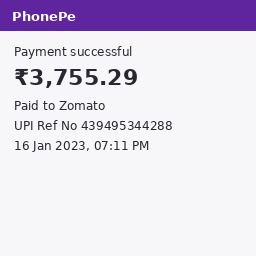 PhonePe
Payment successful
₹3,755.29
Paid to Zomato
UPI Ref No 439495344288
16 Jan 2023, 07:11 PM